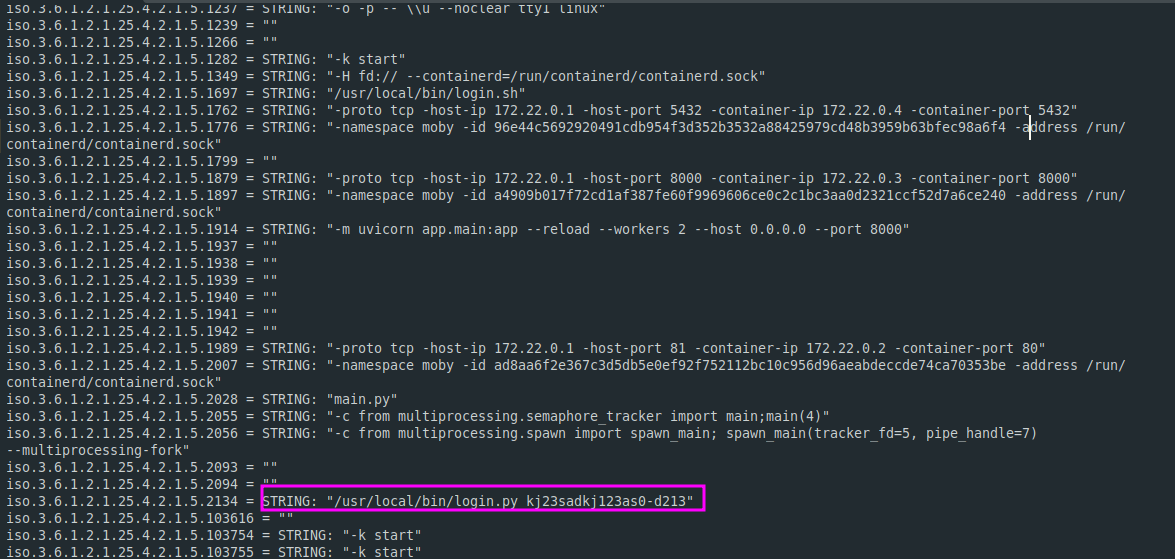 iso.3.6.1.2.1.25.4.2.1.5.1237 = STRING: "-o -p -- \\u --noclear tty1 linux"
iso.3.6.1.2.1.25.4.2.1.5.1239 = ""
iso.3.6.1.2.1.25.4.2.1.5.1266 = ""
iso.3.6.1.2.1.25.4.2.1.5.1282 = STRING: "-k start"
iso.3.6.1.2.1.25.4.2.1.5.1349 = STRING: "-H fd:// --containerd=/run/containerd/containerd.sock"
iso.3.6.1.2.1.25.4.2.1.5.1697 = STRING: "/usr/local/bin/login.sh"
iso.3.6.1.2.1.25.4.2.1.5.1762 = STRING: "-proto tcp -host-ip 172.22.0.1 -host-port 5432 -container-ip 172.22.0.4 -container-port 5432"
iso.3.6.1.2.1.25.4.2.1.5.1776 = STRING: "-namespace moby -id 96e44c5692920491cdb954f3d352b3532a88425979cd48b3959b63bfec98a6f4 -address /run/
containerd/containerd.sock"
iso.3.6.1.2.1.25.4.2.1.5.1799 = ""
iso.3.6.1.2.1.25.4.2.1.5.1879 = STRING: "-proto tcp -host-ip 172.22.0.1 -host-port 8000 -container-ip 172.22.0.3 -container-port 8000"
iso.3.6.1.2.1.25.4.2.1.5.1897 = STRING: "-namespace moby -id a4909b017f72cd1af387fe60f9969606ce0c2c1bc3aa0d2321ccf52d7a6ce240 -address /run/
containerd/containerd.sock"
iso.3.6.1.2.1.25.4.2.1.5.1914 = STRING: "-m uvicorn app.main:app --reload --workers 2 --host 0.0.0.0 --port 8000"
iso.3.6.1.2.1.25.4.2.1.5.1937 = ""
iso.3.6.1.2.1.25.4.2.1.5.1938 = ""
iso.3.6.1.2.1.25.4.2.1.5.1939 = ""
iso.3.6.1.2.1.25.4.2.1.5.1940 = ""
iso.3.6.1.2.1.25.4.2.1.5.1941 = ""
iso.3.6.1.2.1.25.4.2.1.5.1942 = ""
iso.3.6.1.2.1.25.4.2.1.5.1989 = STRING: "-proto tcp -host-ip 172.22.0.1 -host-port 81 -container-ip 172.22.0.2 -container-port 80"
iso.3.6.1.2.1.25.4.2.1.5.2007 = STRING: "-namespace moby -id ad8aa6f2e367c3d5db5e0ef92f752112bc10c956d96aeabdeccde74ca70353be -address /run/
containerd/containerd.sock"
iso.3.6.1.2.1.25.4.2.1.5.2028 = STRING: "main.py"
iso.3.6.1.2.1.25.4.2.1.5.2055 = STRING: "-c from multiprocessing.semaphore_tracker import main;main(4)"
iso.3.6.1.2.1.25.4.2.1.5.2056 = STRING: "-c from multiprocessing.spawn import spawn_main; spawn_main(tracker_fd=5, pipe_handle=7)
--multiprocessing-fork"
iso.3.6.1.2.1.25.4.2.1.5.2093 = ""
iso.3.6.1.2.1.25.4.2.1.5.2094 = ""
iso.3.6.1.2.1.25.4.2.1.5.2134 = STRING: "/usr/local/bin/login.py kj23sadkj123as0-d213"
iso.3.6.1.2.1.25.4.2.1.5.103616 = ""
iso.3.6.1.2.1.25.4.2.1.5.103754 = STRING: "-k start"
iso.3.6.1.2.1.25.4.2.1.5.103755 = STRING: "-k start"